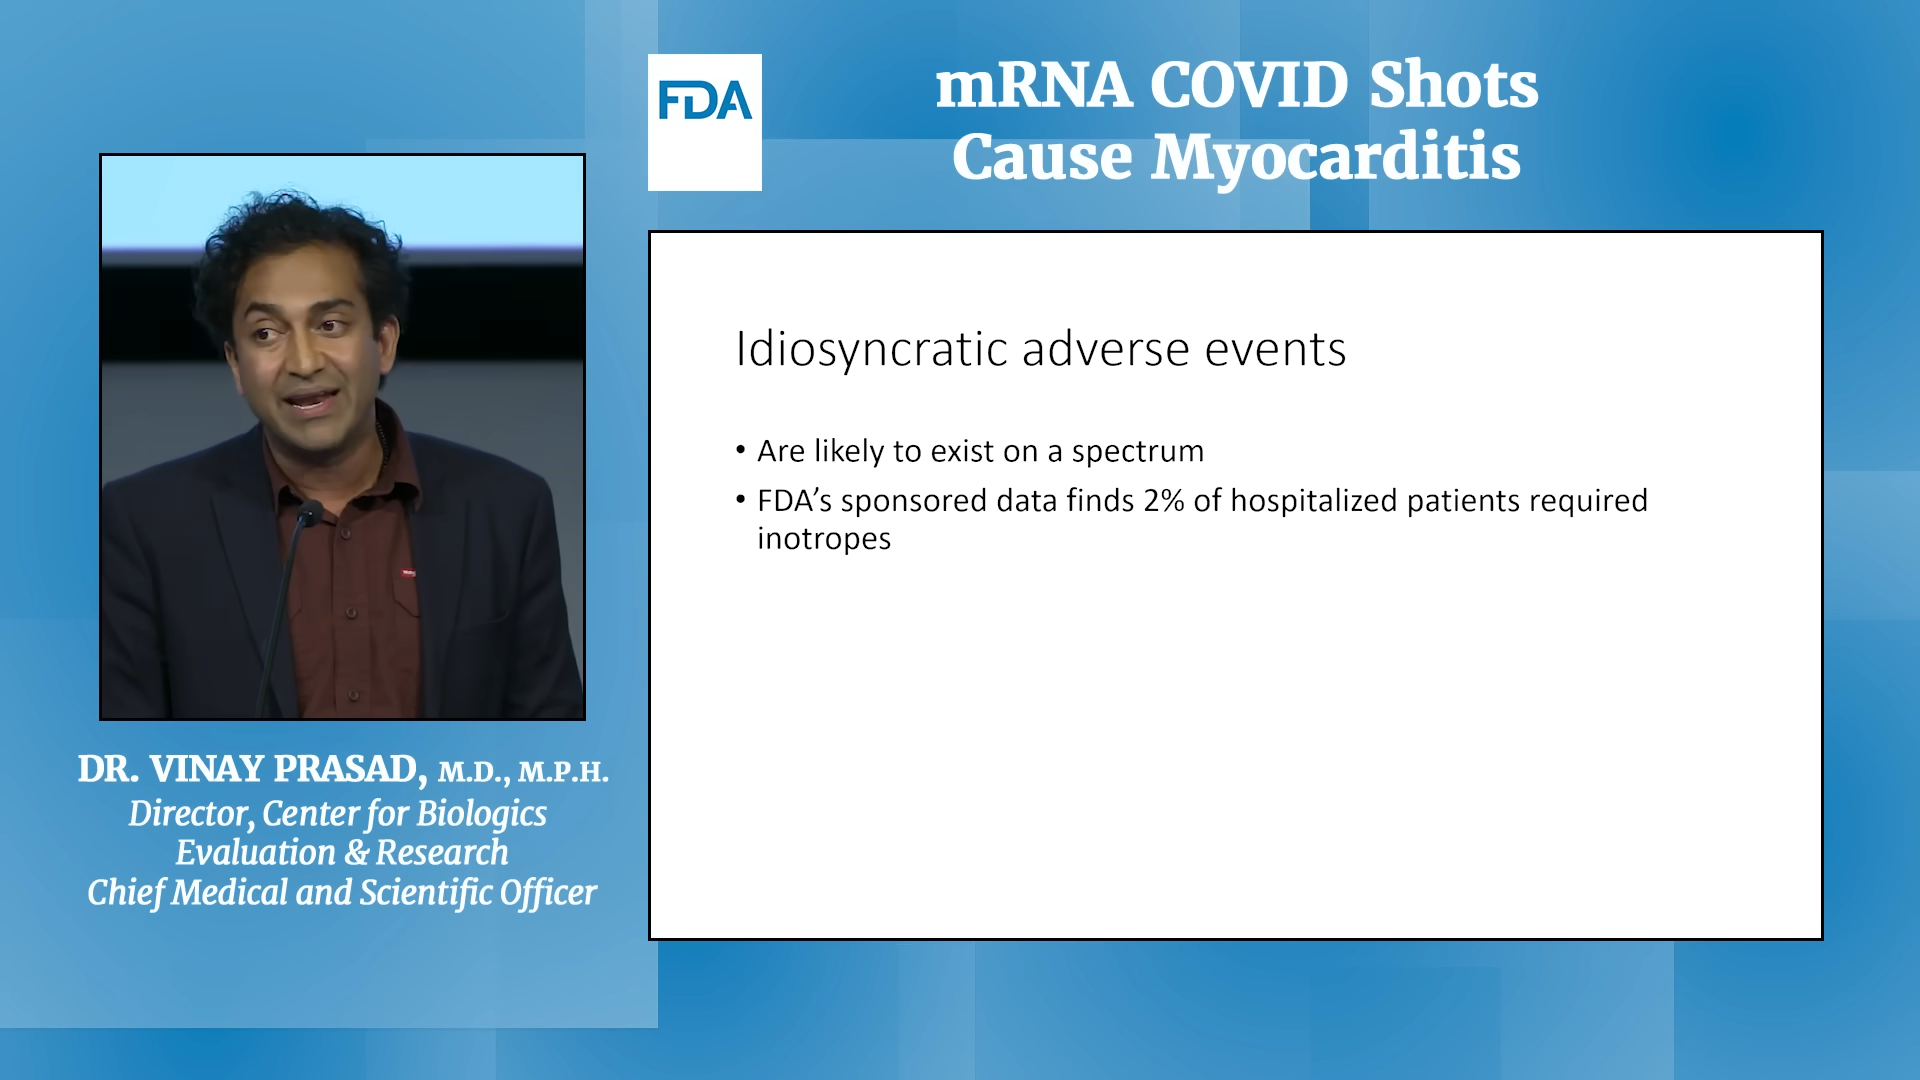 FDA
mRNA COVID Shots
Cause Myocarditis
Idiosyncratic adverse events
• Are likely to exist on a spectrum
• FDA’s sponsored data finds 2% of hospitalized patients required
inotropes
DR. VINAY PRASAD, M.D., M.P.H.
Director, Center for Biologics
Evaluation & Research
Chief Medical and Scientific Officer